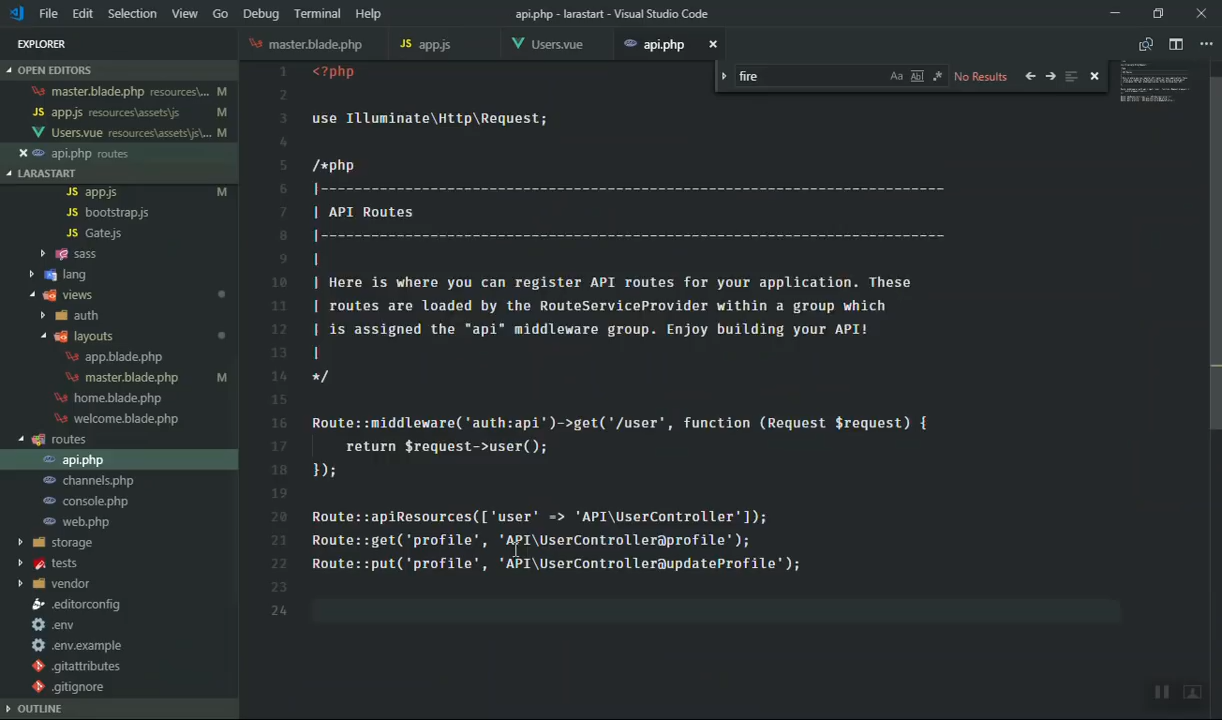 File Edit Selection View Go Debug Terminal Help api.php - larastart - Visual Studio Code
EXPLORER
OPEN EDITORS
master.blade.php resources\... M
app.js resources\assets\js M
Users.vue resources\assets\js\... M
api.php routes
LARASTART
app.js M
bootstrap.js
Gate.js
sass
lang
views
auth
layouts
app.blade.php
master.blade.php M
home.blade.php
welcome.blade.php
routes
api.php
channels.php
console.php
web.php
storage
tests
vendor
.editorconfig
.env
.env.example
.gitattributes
.gitignore
OUTLINE
master.blade.php JS app.js Users.vue api.php
fire Aa Abl .* No Results
1 <?php
2
3 use Illuminate\Http\Request;
4
5 /*php
6 |--------------------------------------------------------------------------
7 | API Routes
8 |--------------------------------------------------------------------------
9 |
10 | Here is where you can register API routes for your application. These
11 | routes are loaded by the RouteServiceProvider within a group which
12 | is assigned the "api" middleware group. Enjoy building your API!
13 |
14 */
15
16 Route::middleware('auth:api')->get('/user', function (Request $request) {
17 return $request->user();
18 });
19
20 Route::apiResources(['user' => 'API\UserController']);
21 Route::get('profile', 'API\UserController@profile');
22 Route::put('profile', 'API\UserController@updateProfile');
23
24